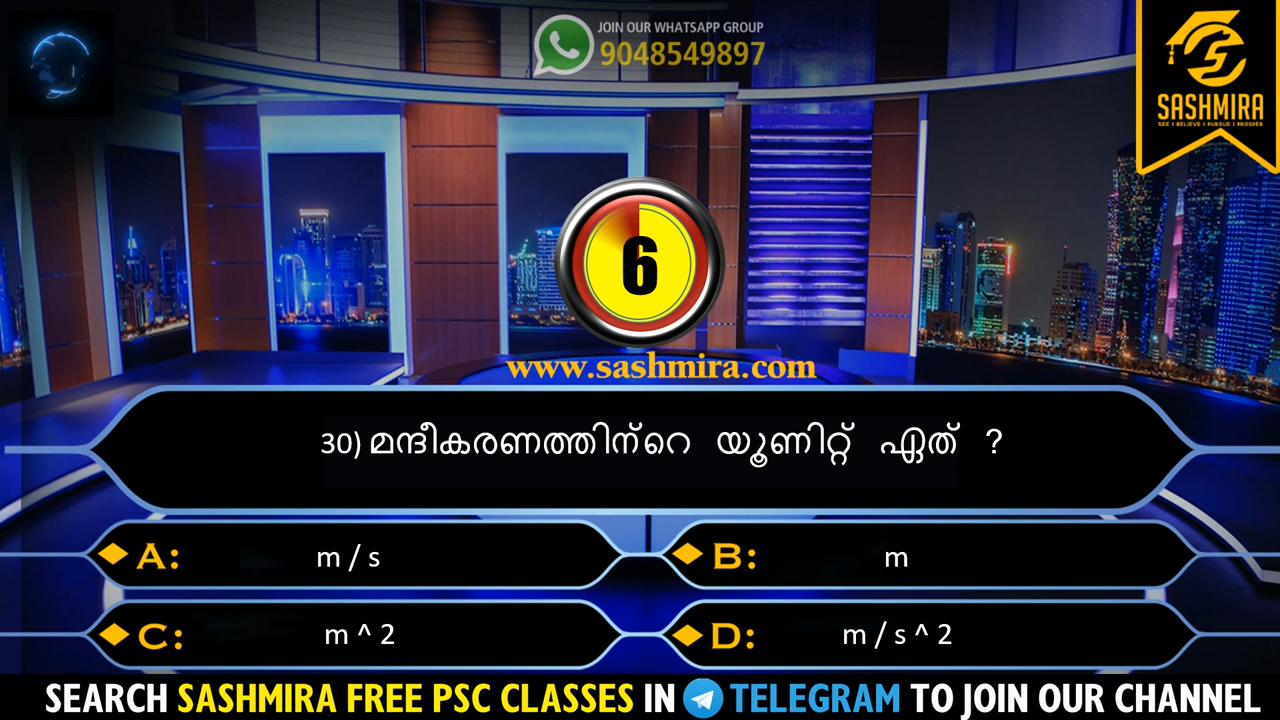 JOIN OUR WHATSAPP GROUP
9048549897
SASHMIRA
SEE I BELIEVE I PURSUE I PROSPER
6
www.sashmira.com
30) മന്ദീകരണത്തിന്റെ യൂണിറ്റ് ഏത് ?
A: m / s
B: m
C: m ^ 2
D: m / s ^ 2
SEARCH SASHMIRA FREE PSC CLASSES IN TELEGRAM TO JOIN OUR CHANNEL